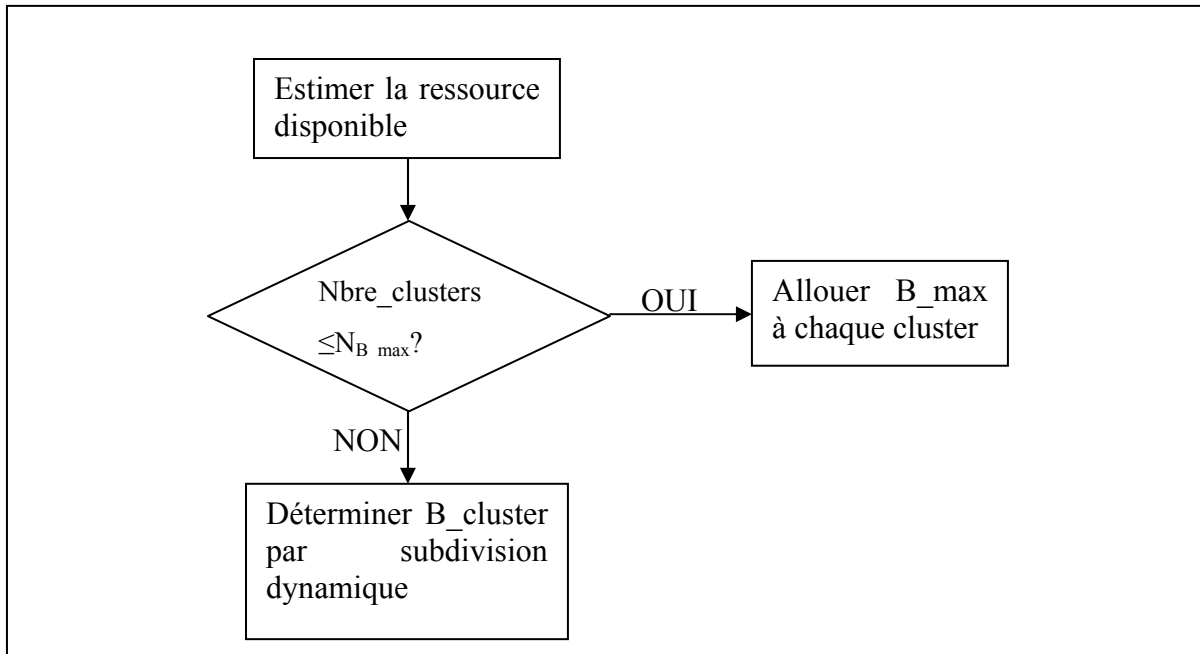 Estimer la ressource
disponible
Nbre_clusters
≤N_B max?
OUI
Allouer B_max
à chaque cluster
NON
Déterminer B_cluster
par subdivision
dynamique